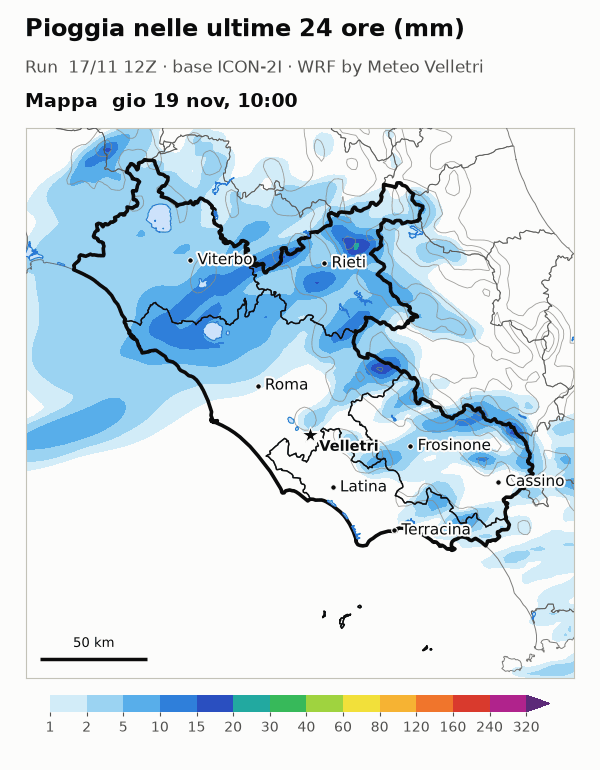 Pioggia nelle ultime 24 ore (mm)
Run  17/11 12Z · base ICON-2I · WRF by Meteo Velletri
Mappa  gio 19 nov, 10:00
Viterbo
Rieti
Roma
Velletri
Frosinone
Latina
Cassino
Terracina
50 km
1 2 5 10 15 20 30 40 60 80 120 160 240 320